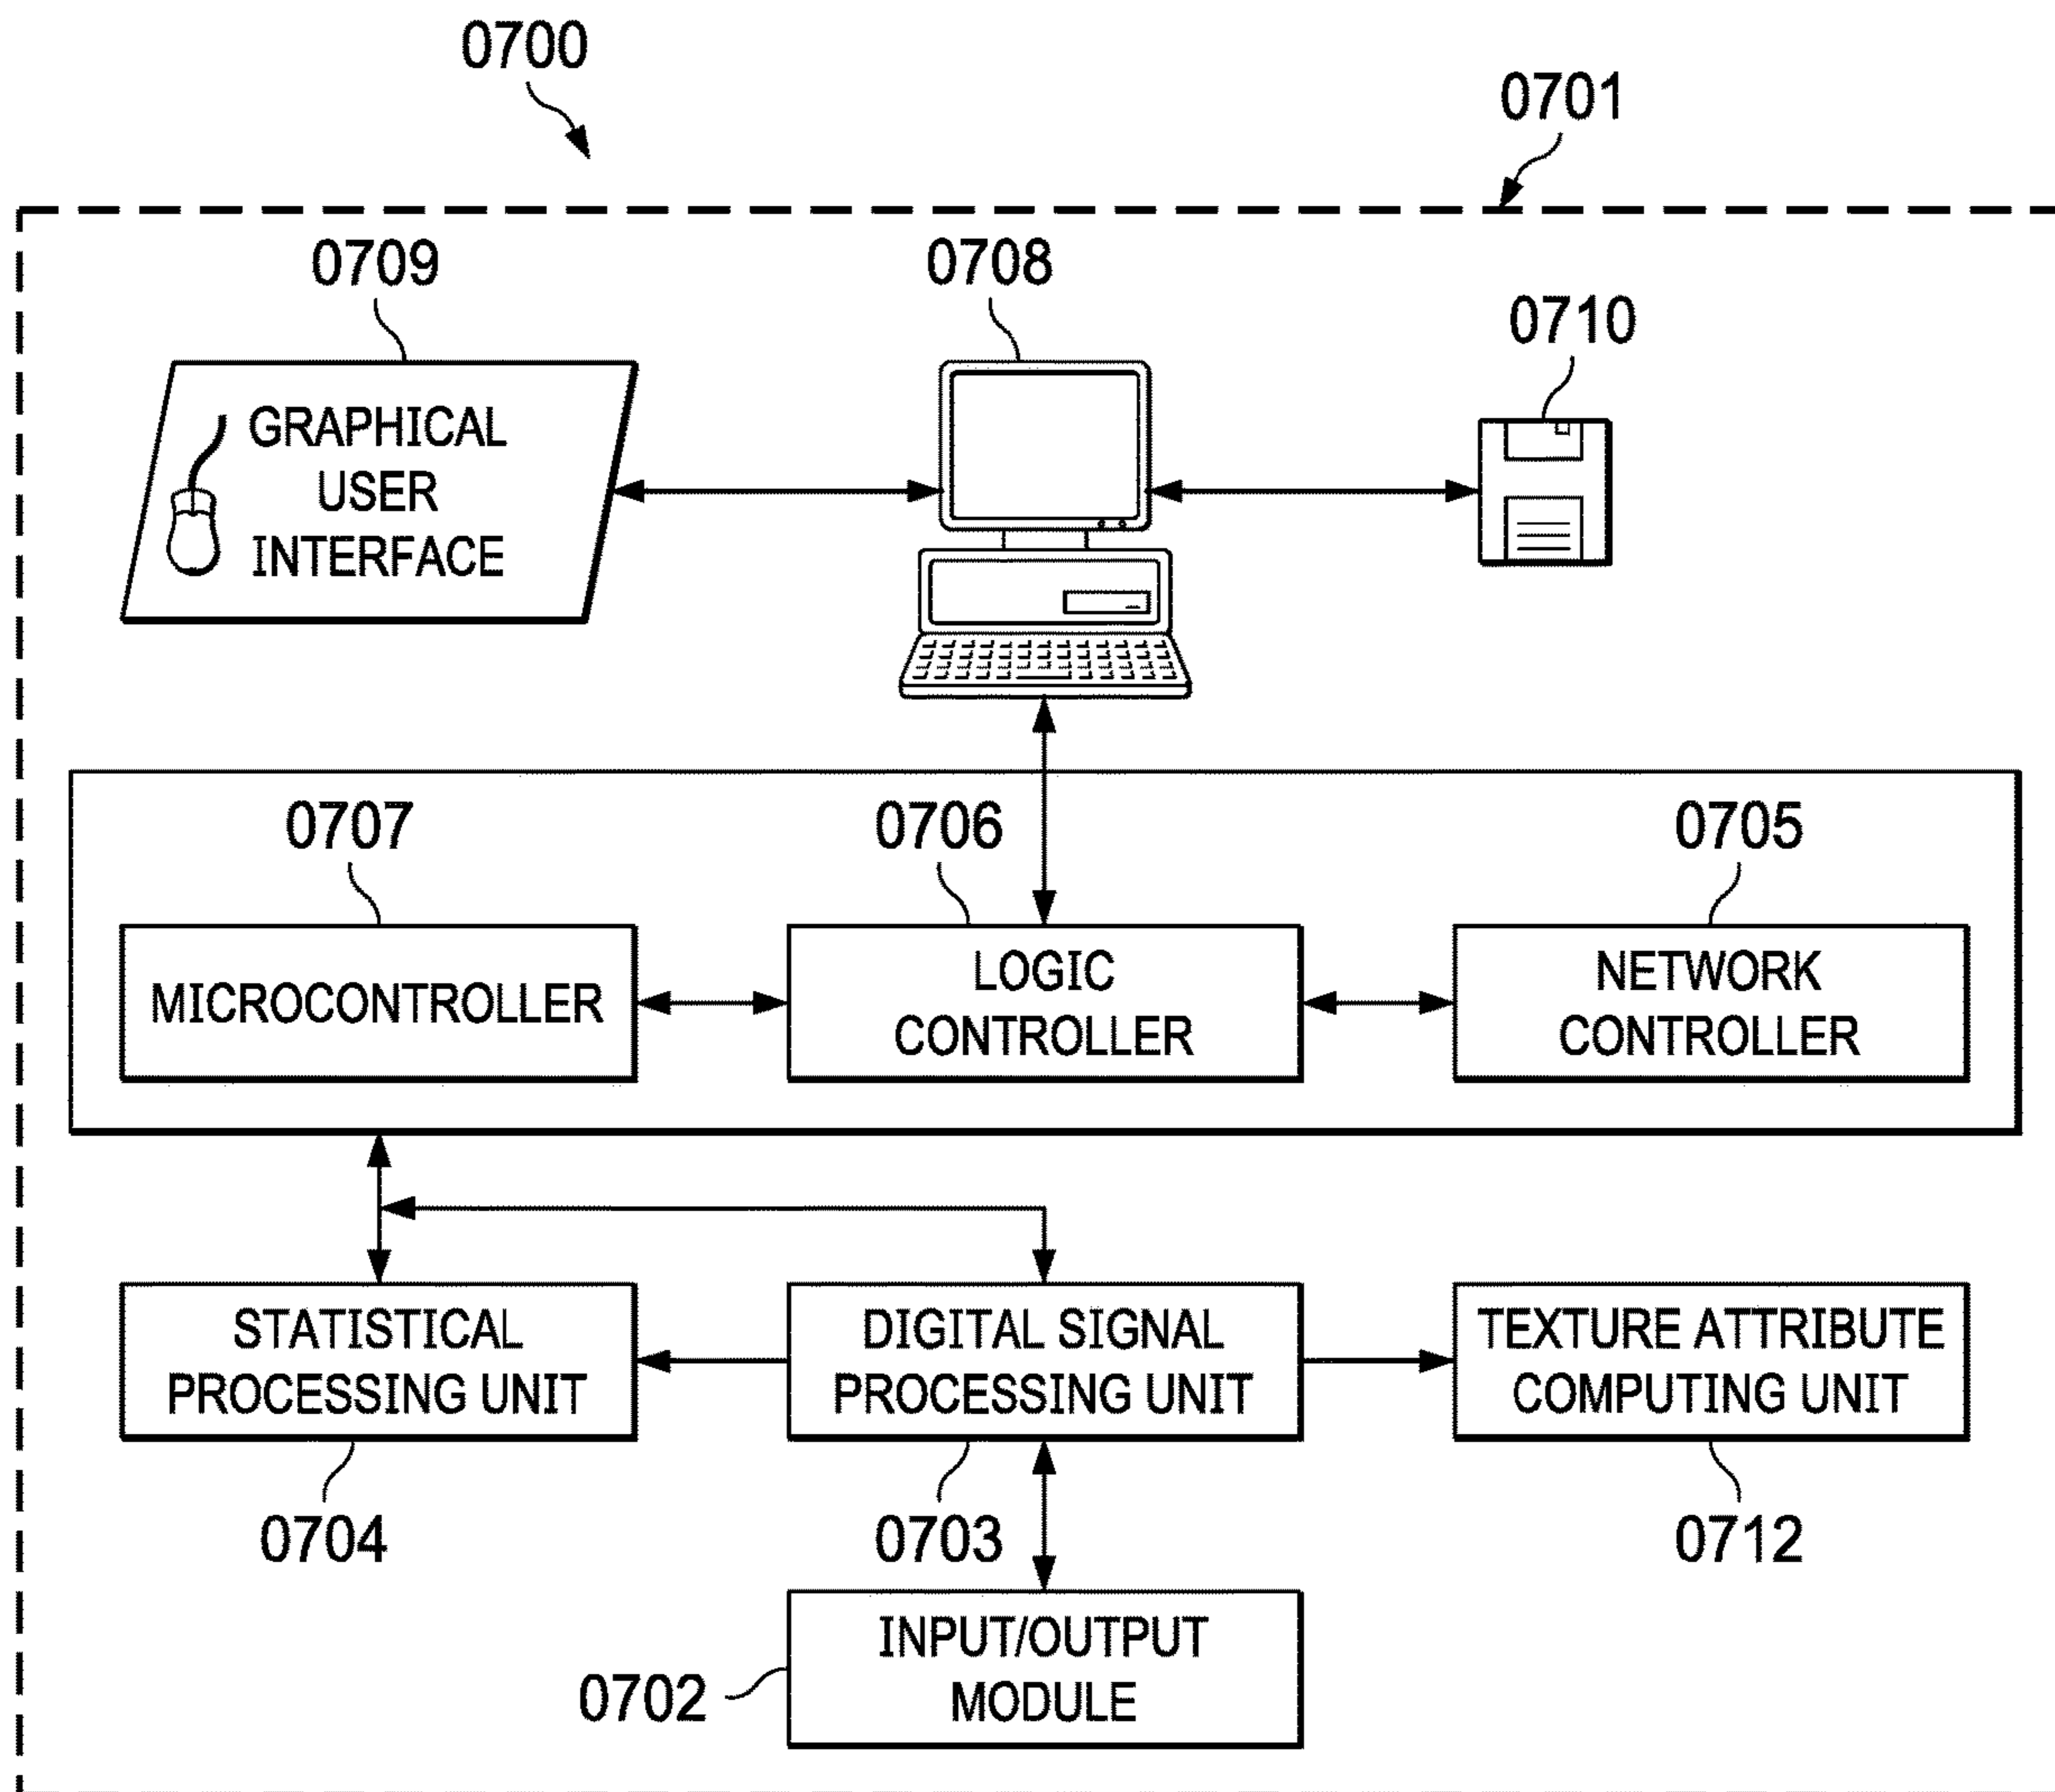 0700
0701
0709
0708
0710
GRAPHICAL
USER
INTERFACE
0707
0706
0705
MICROCONTROLLER
LOGIC
CONTROLLER
NETWORK
CONTROLLER
STATISTICAL
PROCESSING UNIT
DIGITAL SIGNAL
PROCESSING UNIT
TEXTURE ATTRIBUTE
COMPUTING UNIT
0704
0703
0712
INPUT/OUTPUT
MODULE
0702